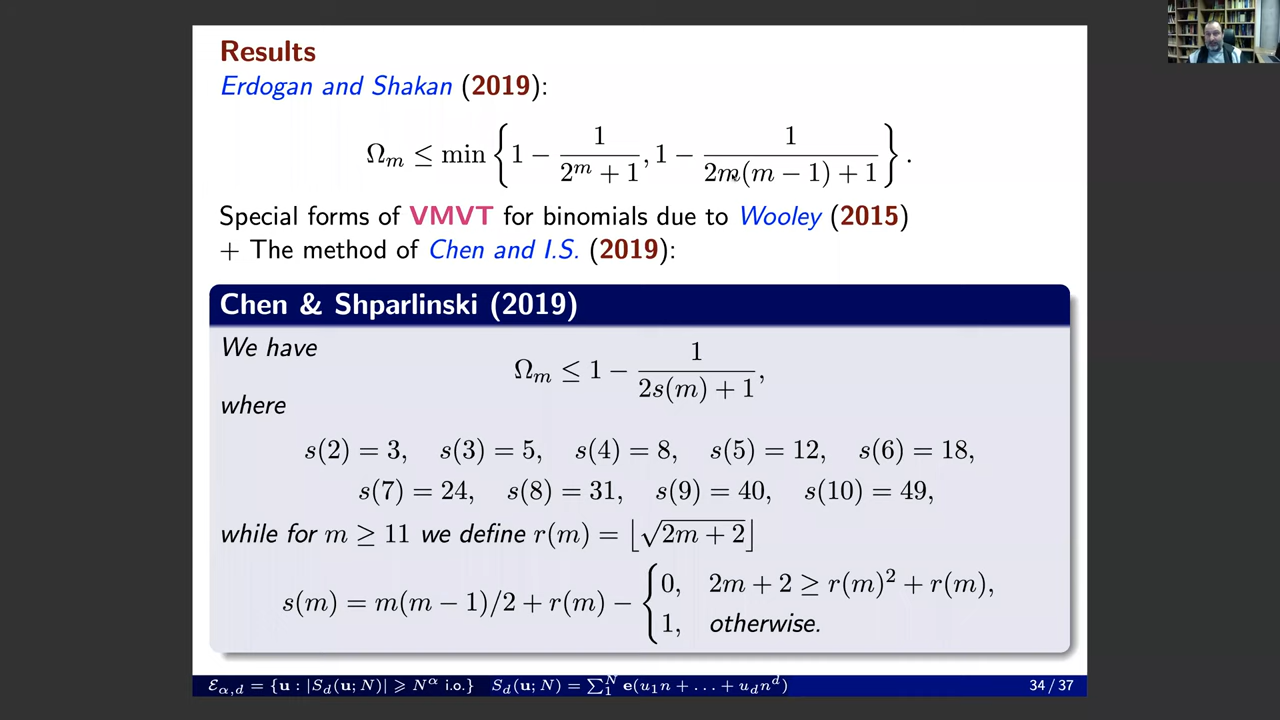 Results
Erdogan and Shakan (2019):
Ω_m ≤ min { 1 − 1/(2^m + 1), 1 − 1/(2m(m − 1) + 1) } .
Special forms of VMVT for binomials due to Wooley (2015)
+ The method of Chen and I.S. (2019):
Chen & Shparlinski (2019)
We have
Ω_m ≤ 1 − 1/(2s(m) + 1),
where
s(2) = 3, s(3) = 5, s(4) = 8, s(5) = 12, s(6) = 18,
s(7) = 24, s(8) = 31, s(9) = 40, s(10) = 49,
while for m ≥ 11 we define r(m) = ⌊√(2m + 2)⌋
s(m) = m(m − 1)/2 + r(m) − { 0, 2m + 2 ≥ r(m)² + r(m),
1, otherwise.
ℰ_{α,d} = {u : |S_d(u; N)| ⩾ N^α i.o.} S_d(u; N) = ∑_1^N e(u_1 n + . . . + u_d n^d) 34 / 37